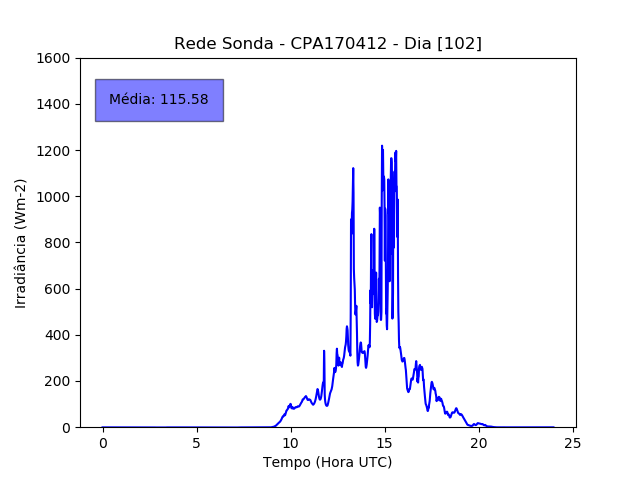 Rede Sonda - CPA170412 - Dia [102]
1600
1400
1200
1000
800
600
400
200
0
Média: 115.58
Irradiância (Wm-2)
0 5 10 15 20 25
Tempo (Hora UTC)